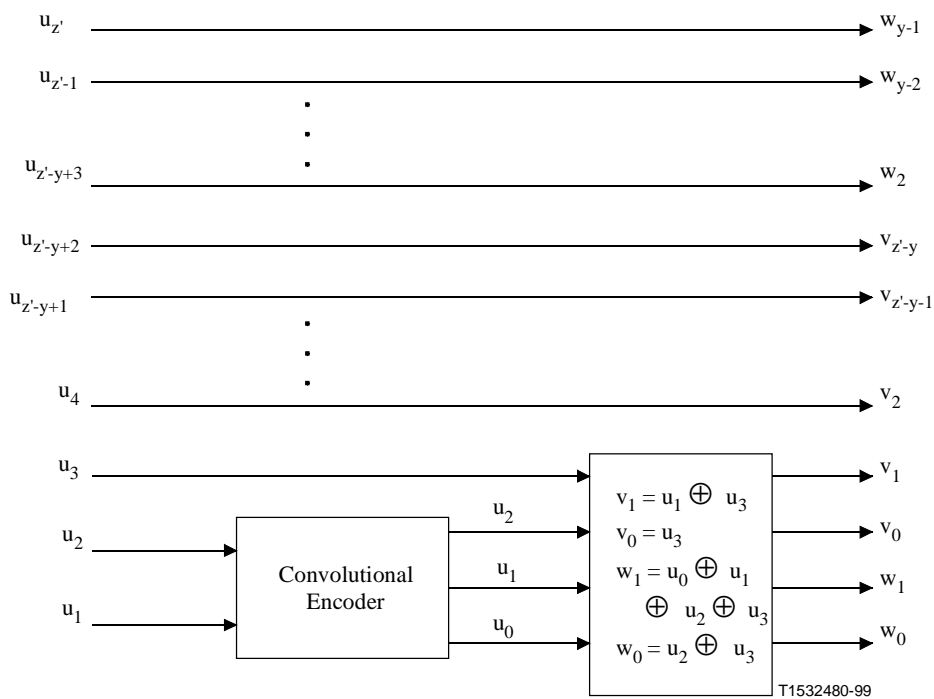 u_z' w_y-1
u_z'-1 w_y-2
u_z'-y+3 w_2
u_z'-y+2 v_z'-y
u_z'-y+1 v_z'-y-1
u_4 v_2
u_3 v_1
v_1 = u_1 ⊕ u_3
u_2 u_2 v_0 = u_3 v_0
Convolutional
Encoder
u_1 w_1 = u_0 ⊕ u_1 w_1
⊕ u_2 ⊕ u_3
u_1 u_0 w_0 = u_2 ⊕ u_3 w_0
T1532480-99